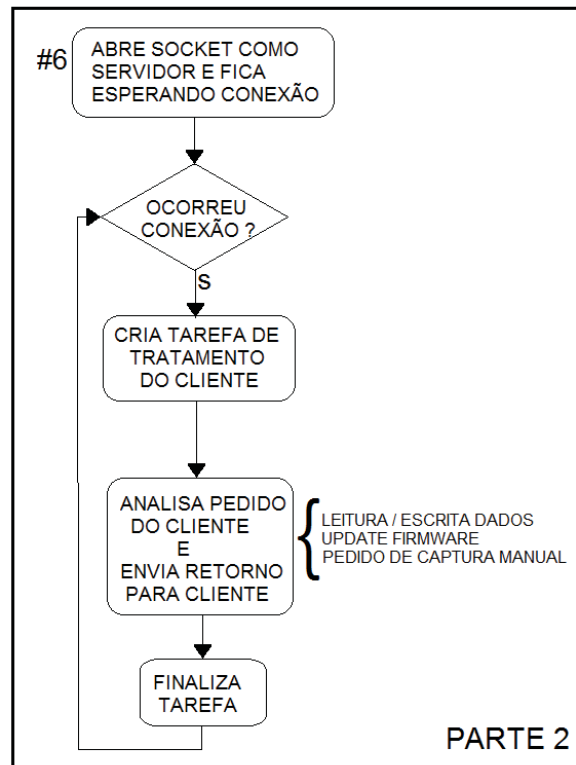 #6
ABRE SOCKET COMO
SERVIDOR E FICA
ESPERANDO CONEXÃO
OCORREU
CONEXÃO ?
S
CRIA TAREFA DE
TRATAMENTO
DO CLIENTE
ANALISA PEDIDO
DO CLIENTE
E
ENVIA RETORNO
PARA CLIENTE
LEITURA / ESCRITA DADOS
UPDATE FIRMWARE
PEDIDO DE CAPTURA MANUAL
FINALIZA
TAREFA
PARTE 2